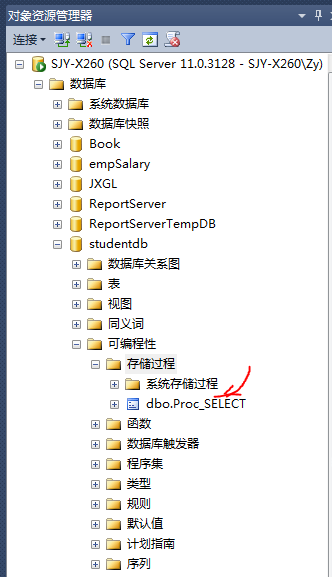 对象资源管理器
连接
SJY-X260 (SQL Server 11.0.3128 - SJY-X260\Zy)
数据库
系统数据库
数据库快照
Book
empSalary
JXGL
ReportServer
ReportServerTempDB
studentdb
数据库关系图
表
视图
同义词
可编程性
存储过程
系统存储过程
dbo.Proc_SELECT
函数
数据库触发器
程序集
类型
规则
默认值
计划指南
序列